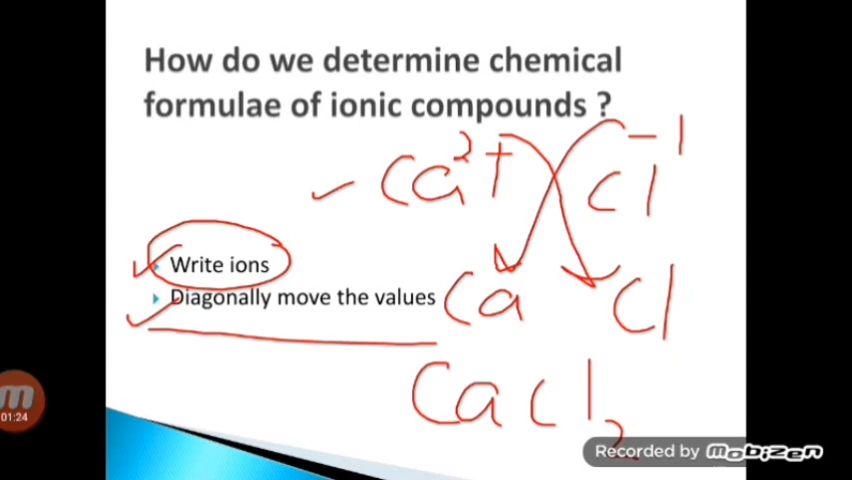 How do we determine chemical
formulae of ionic compounds ?
Ca²⁺ Cl⁻¹
Write ions
Diagonally move the values
Ca Cl
CaCl₂
01:24
Recorded by mobizen